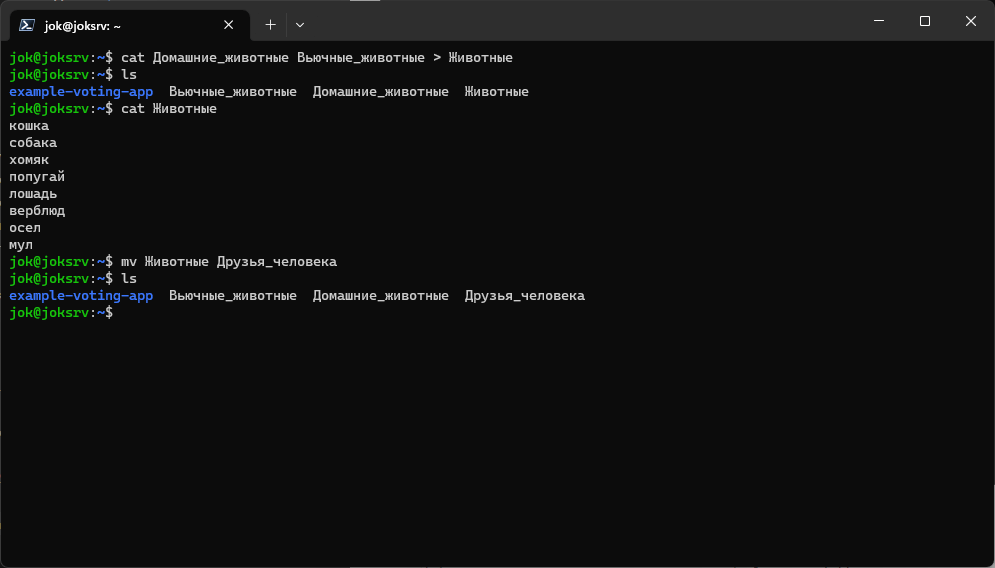 jok@joksrv: ~
jok@joksrv:~$ cat Домашние_животные Вьючные_животные > Животные
jok@joksrv:~$ ls
example-voting-app  Вьючные_животные  Домашние_животные  Животные
jok@joksrv:~$ cat Животные
кошка
собака
хомяк
попугай
лошадь
верблюд
осел
мул
jok@joksrv:~$ mv Животные Друзья_человека
jok@joksrv:~$ ls
example-voting-app  Вьючные_животные  Домашние_животные  Друзья_человека
jok@joksrv:~$